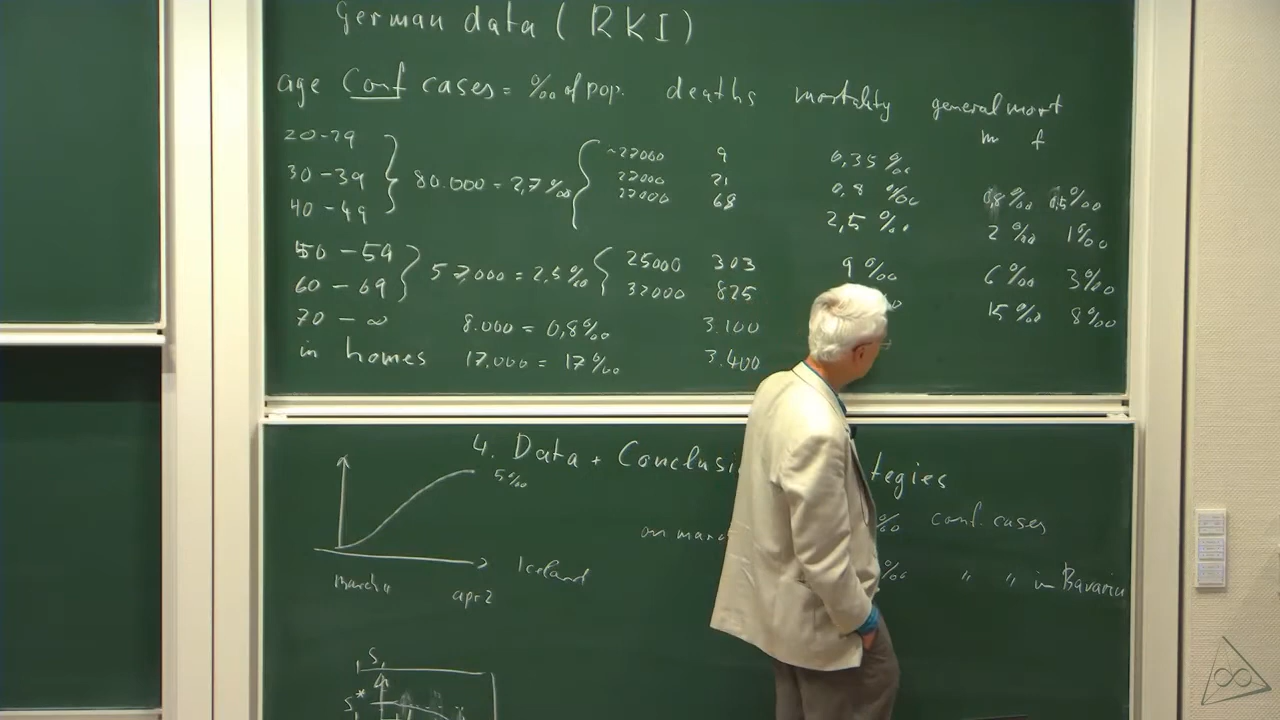 German data (RKI)
age Conf cases = ‰ of pop. deaths mortality general mort
m f
20-29 ~27000 9 0,35 ‰
30-39 80.000 = 2,7‰ 27000 21 0,8 ‰ 0,8‰ 0,5‰
40-49 27000 68 2,5 ‰ 2 ‰ 1‰
50-59 25000 303 9 ‰ 6‰ 3‰
60-69 57,000 = 2,5‰ 32000 825 15‰ 8‰
70-∞ 8.000 = 0,8‰ 3.100
in homes 17,000 = 17‰ 3.400
4. Data + Conclusi tegies
5‰
on ‰ conf. cases
Iceland ‰ " " in Bavaria
march 11 apr 2
S
S*
∞